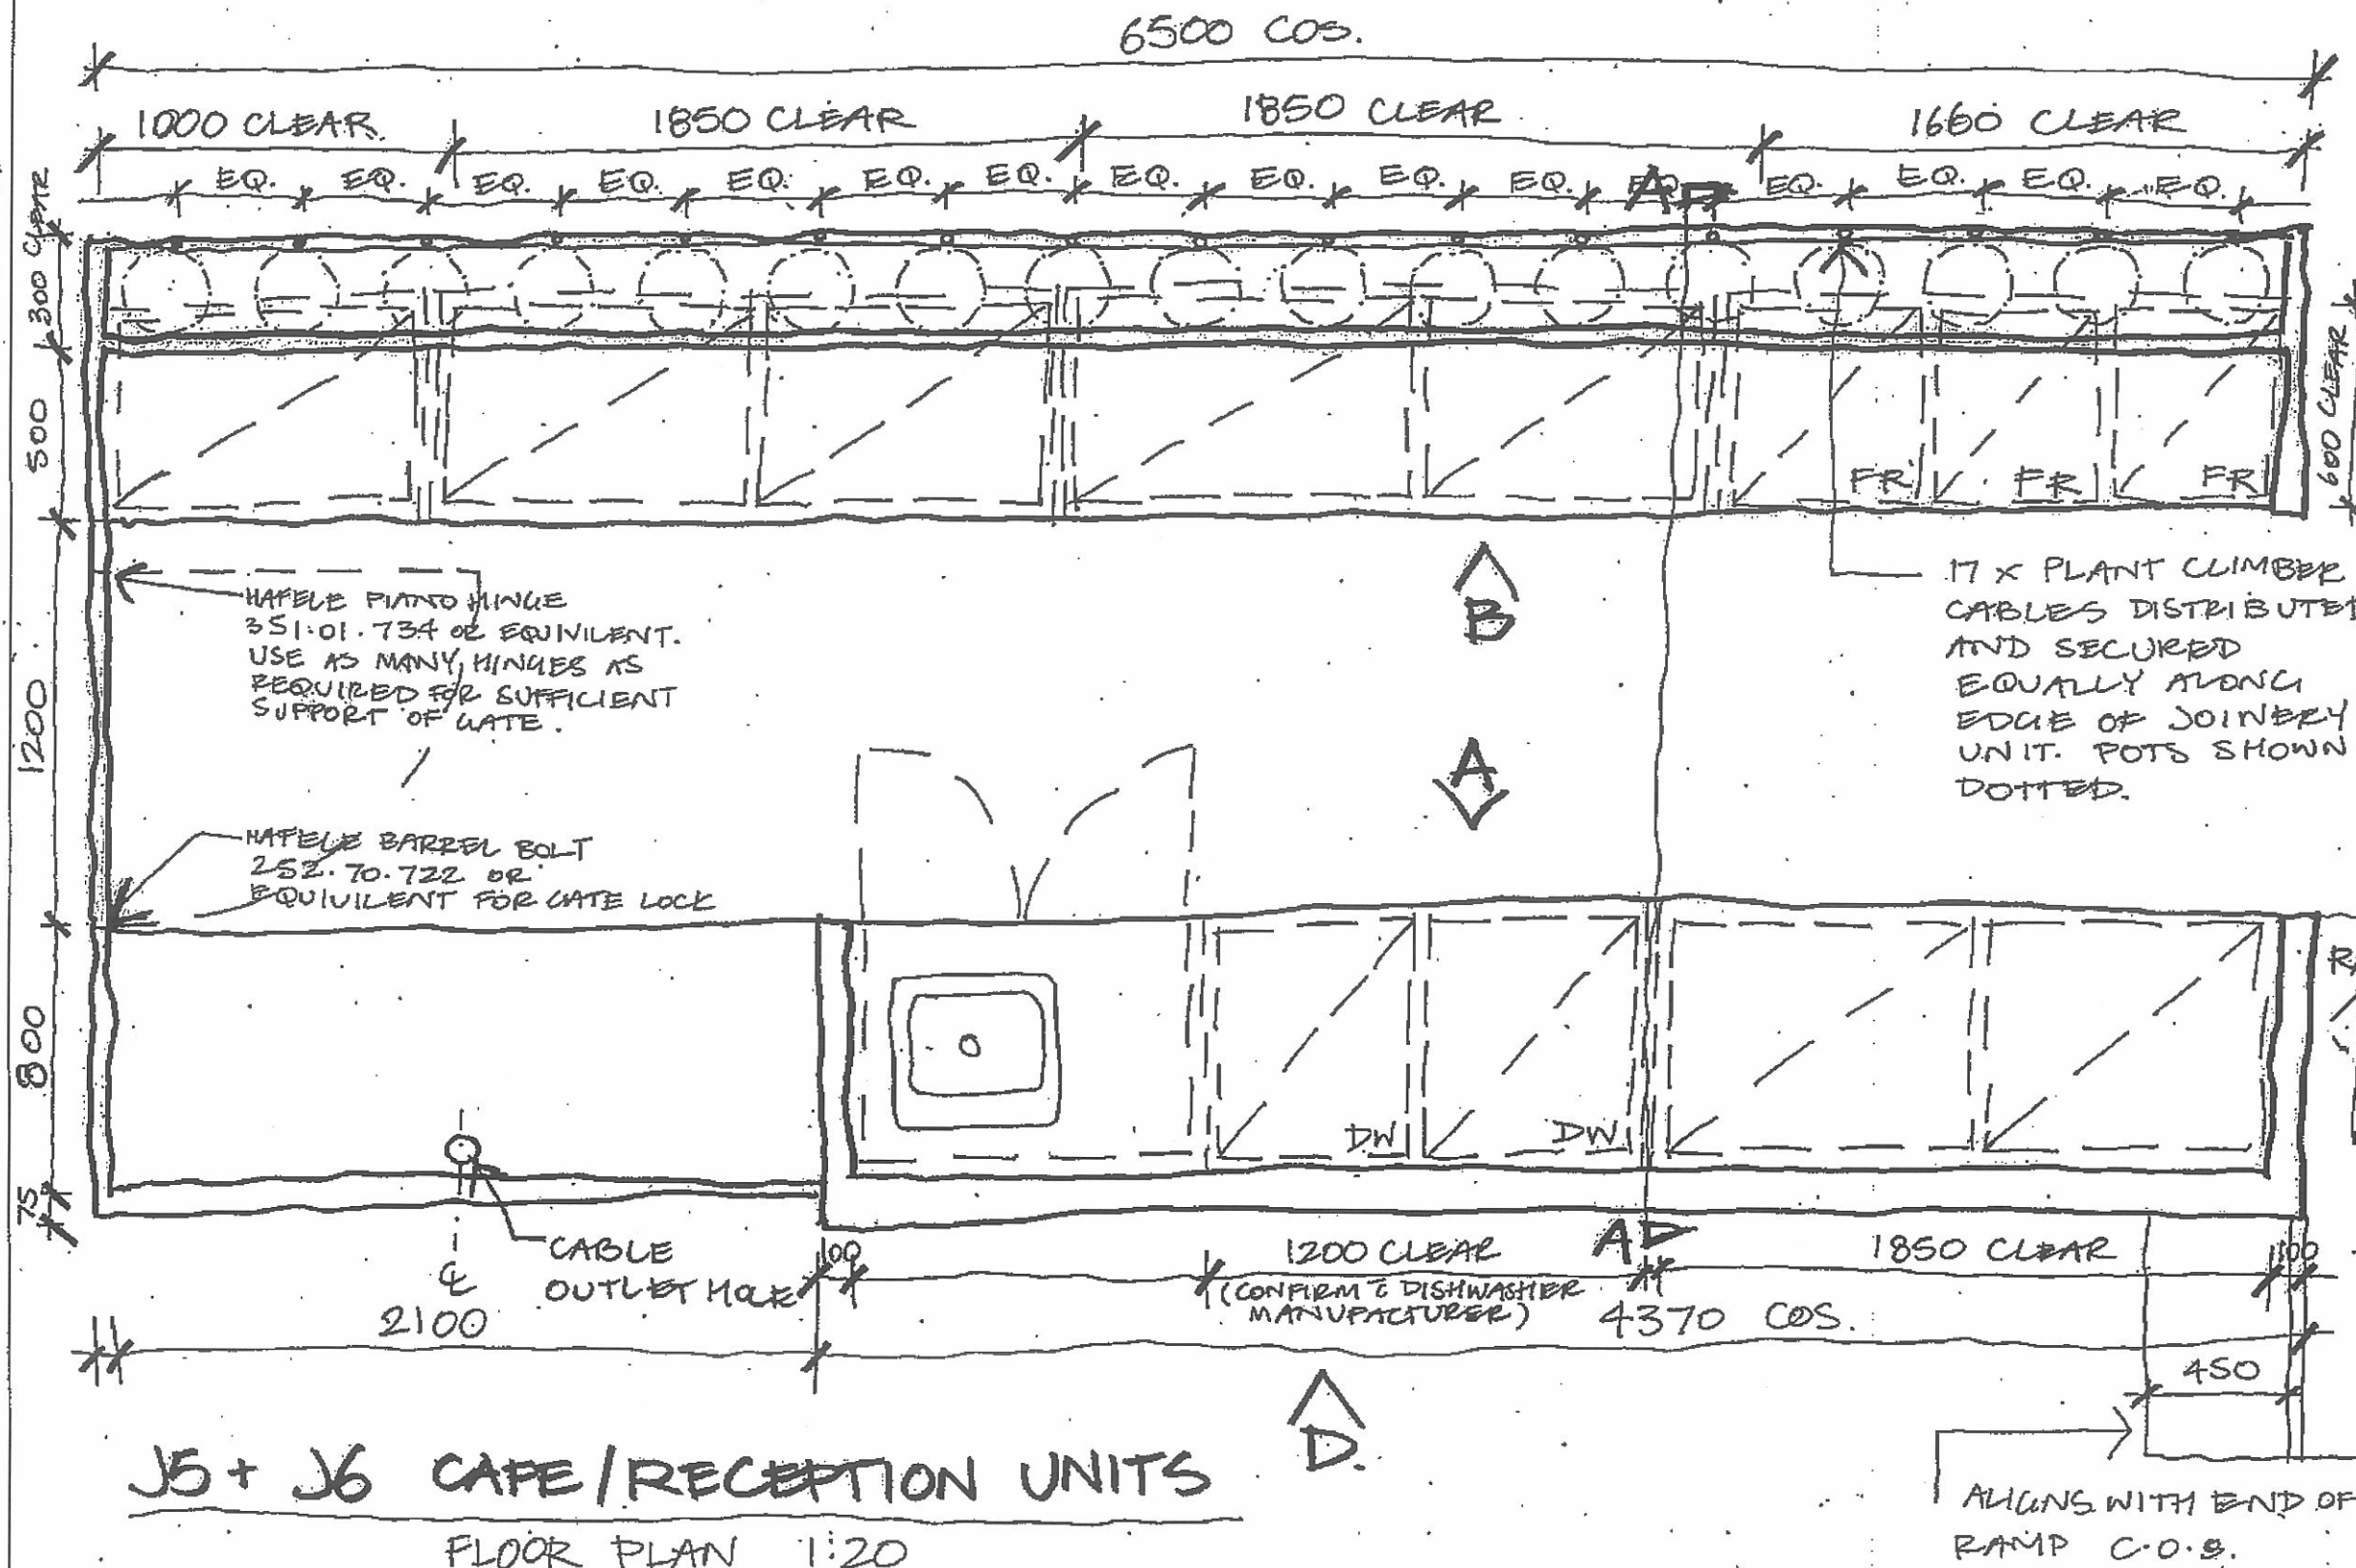 6500 COS.
1000 CLEAR
1850 CLEAR
1850 CLEAR
1660 CLEAR
EQ. EQ. EQ. EQ. EQ. EQ. EQ. EQ. EQ. EQ. EQ. EQ. EQ. EQ. EQ. EQ.
A
300 CLEAR
500
600 CLEAR
FR
FR
FR
HAFELE PIANO HINGE
351.01.734 OR EQUIVILENT.
USE AS MANY HINGES AS
REQUIRED FOR SUFFICIENT
SUPPORT OF GATE.
B
17 X PLANT CLIMBER
CABLES DISTRIBUTED
AND SECURED
EQUALLY ALONG
EDGE OF JOINERY
UNIT. POTS SHOWN
DOTTED.
1200
A
HAFELE BARREL BOLT
252.70.722 OR
EQUIVILENT FOR GATE LOCK
800
DW
DW
75
CABLE
OUTLET HOLE
100
1200 CLEAR
(CONFIRM C̄ DISHWASHER
MANUFACTURER)
A
1850 CLEAR
100
℄
2100
4370 COS.
450
D.
J5 + J6 CAFE/RECEPTION UNITS
FLOOR PLAN 1:20
ALIGNS WITH END OF
RAMP C.O.S.